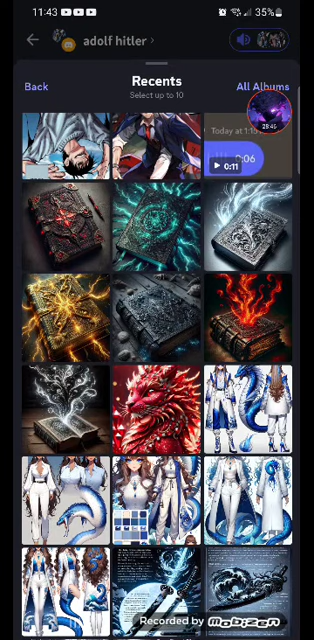 11:43
35%
adolf hitler
Recents
Back
All Albums
Select up to 10
28:45
Today at 1:1
0:06
0:11
Recorded by Mobizen